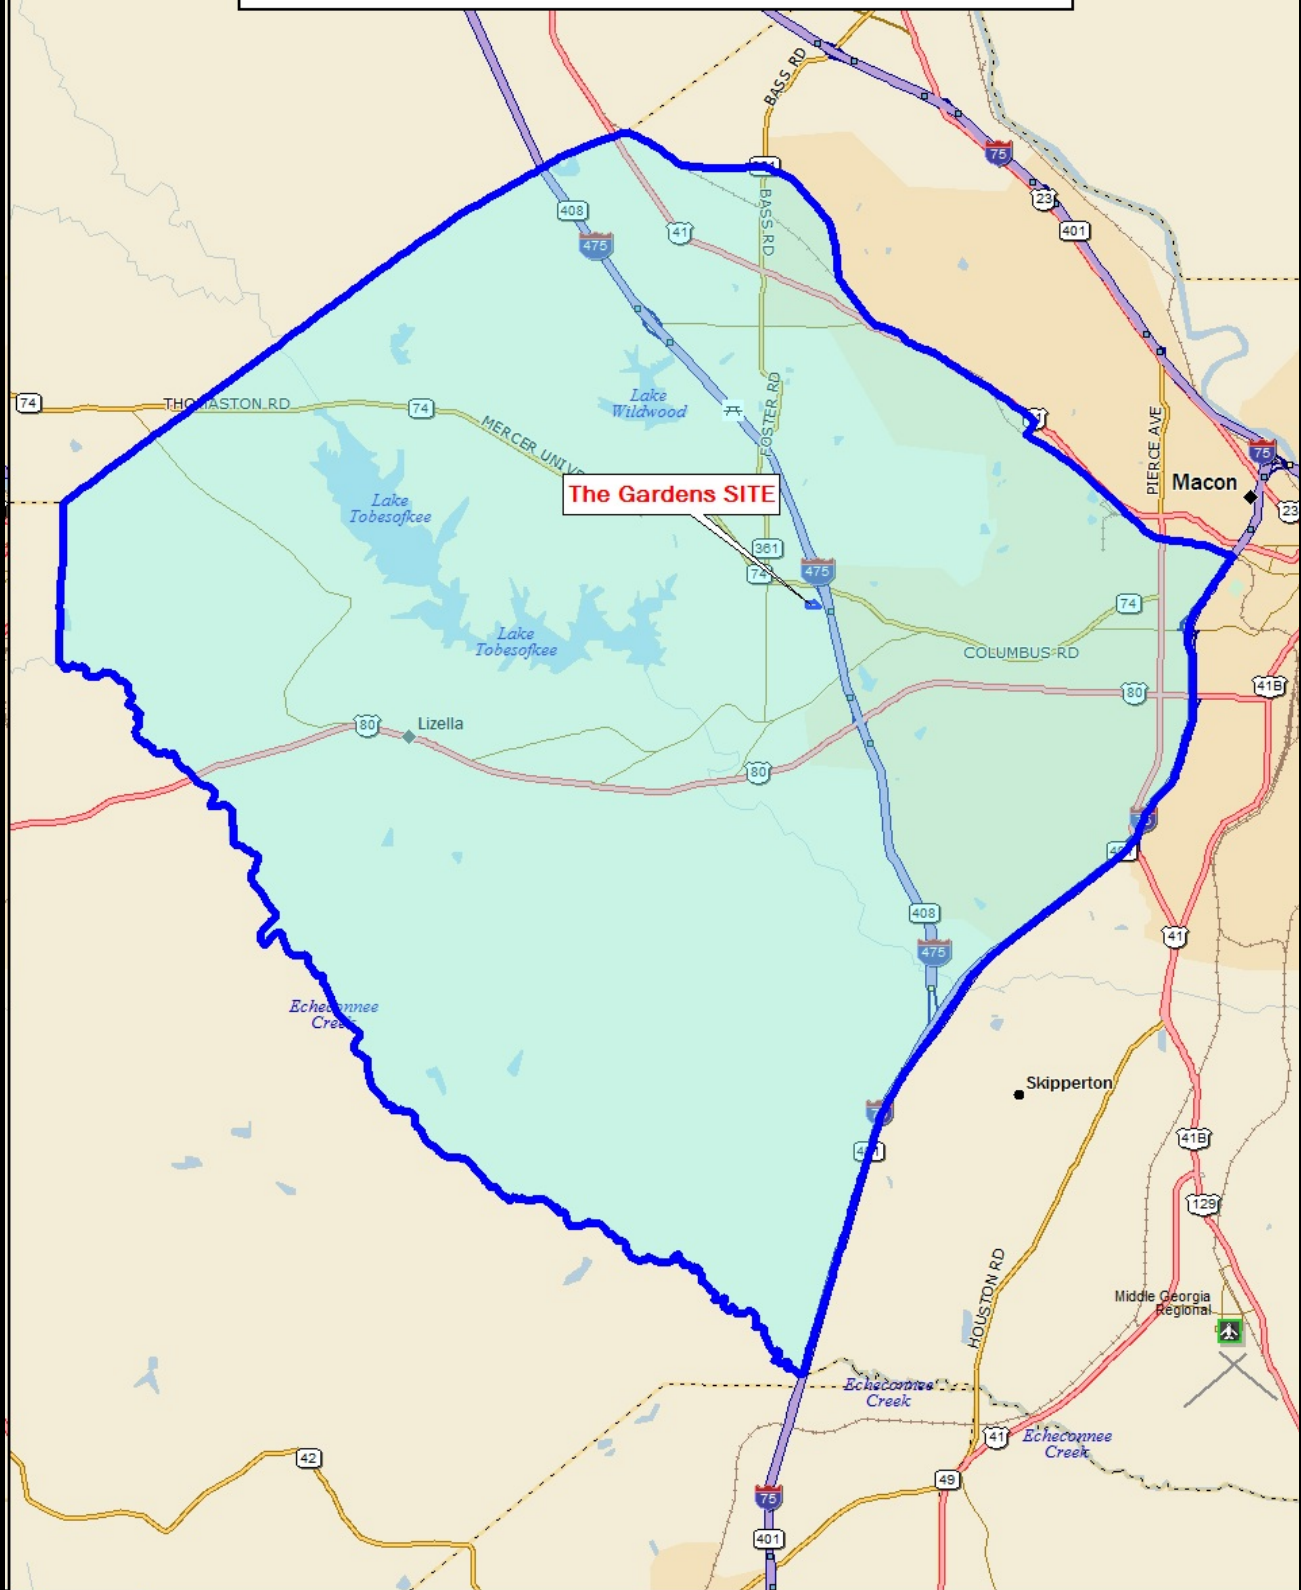 BASS RD
75
23
401
408
475
41
BASS RD
74
THOMASTON RD
74
MERCER
Lake
Wildwood
FOSTER RD
PIERCE AVE
75
Macon
23
The Gardens SITE
Lake
Tobesofkee
361
475
74
74
Lake
Tobesofkee
COLUMBUS RD
41B
80
80
Lizella
80
75
408
41
475
Echeconnee
Creek
Skipperton
41B
129
HOUSTON RD
Middle Georgia
Regional
Echeconnee
Creek
41
Echeconnee
Creek
42
49
75
401